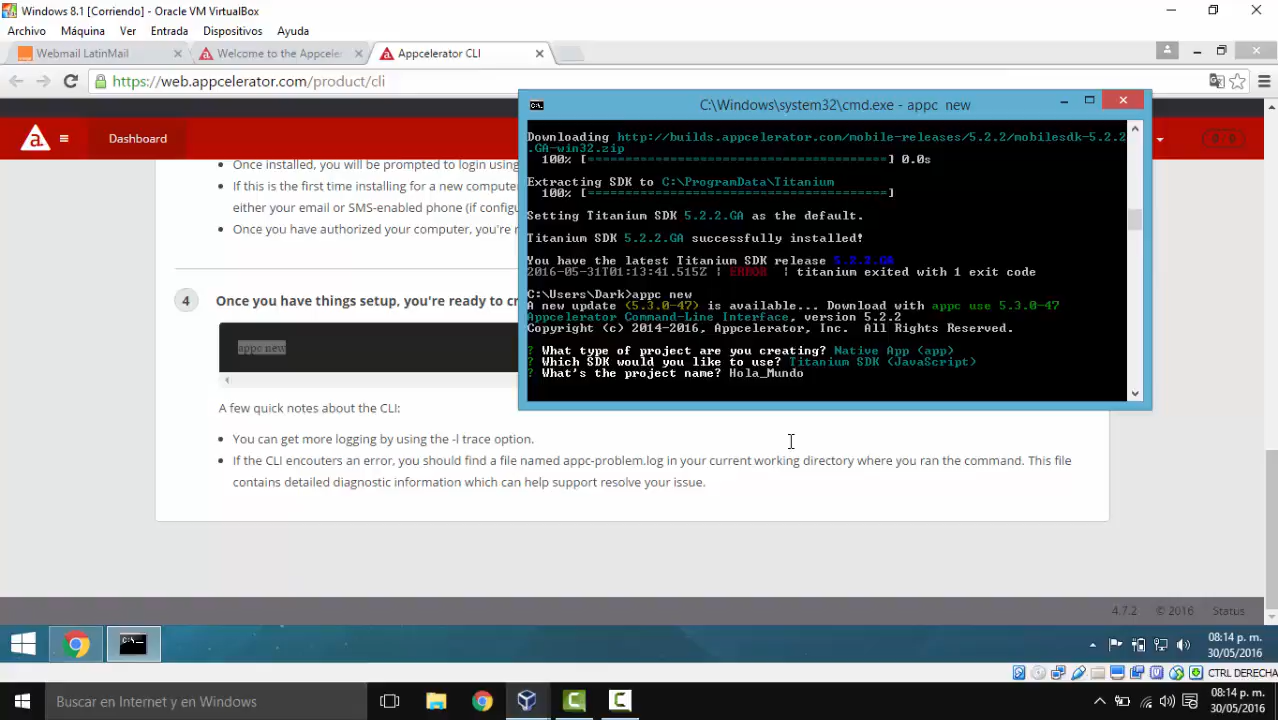 Windows 8.1 [Corriendo] - Oracle VM VirtualBox
Archivo Máquina Ver Entrada Dispositivos Ayuda
Webmail LatinMail
Welcome to the Appcele
Appcelerator CLI
https://web.appcelerator.com/product/cli
Dashboard
0 / 0
Once installed, you will be prompted to login using
If this is the first time installing for a new compute
either your email or SMS-enabled phone (if configu
Once you have authorized your computer, you're r
4
Once you have things setup, you're ready to cr
appc new
A few quick notes about the CLI:
You can get more logging by using the -l trace option.
If the CLI encouters an error, you should find a file named appc-problem.log in your current working directory where you ran the command. This file
contains detailed diagnostic information which can help support resolve your issue.
C:\Windows\system32\cmd.exe - appc new
Downloading http://builds.appcelerator.com/mobile-releases/5.2.2/mobilesdk-5.2.2
.GA-win32.zip
100% [========================================] 0.0s
Extracting SDK to C:\ProgramData\Titanium
100% [========================================]
Setting Titanium SDK 5.2.2.GA as the default.
Titanium SDK 5.2.2.GA successfully installed!
You have the latest Titanium SDK release 5.2.2.GA
2016-05-31T01:13:41.515Z | ERROR | titanium exited with 1 exit code
C:\Users\Dark>appc new
A new update (5.3.0-47) is available... Download with appc use 5.3.0-47
Appcelerator Command-Line Interface, version 5.2.2
Copyright (c) 2014-2016, Appcelerator, Inc. All Rights Reserved.
? What type of project are you creating? Native App (app)
? Which SDK would you like to use? Titanium SDK (JavaScript)
? What's the project name? Hola_Mundo
4.7.2 © 2016 Status
08:14 p. m.
30/05/2016
CTRL DERECHA
Buscar en Internet y en Windows
08:14 p. m.
30/05/2016